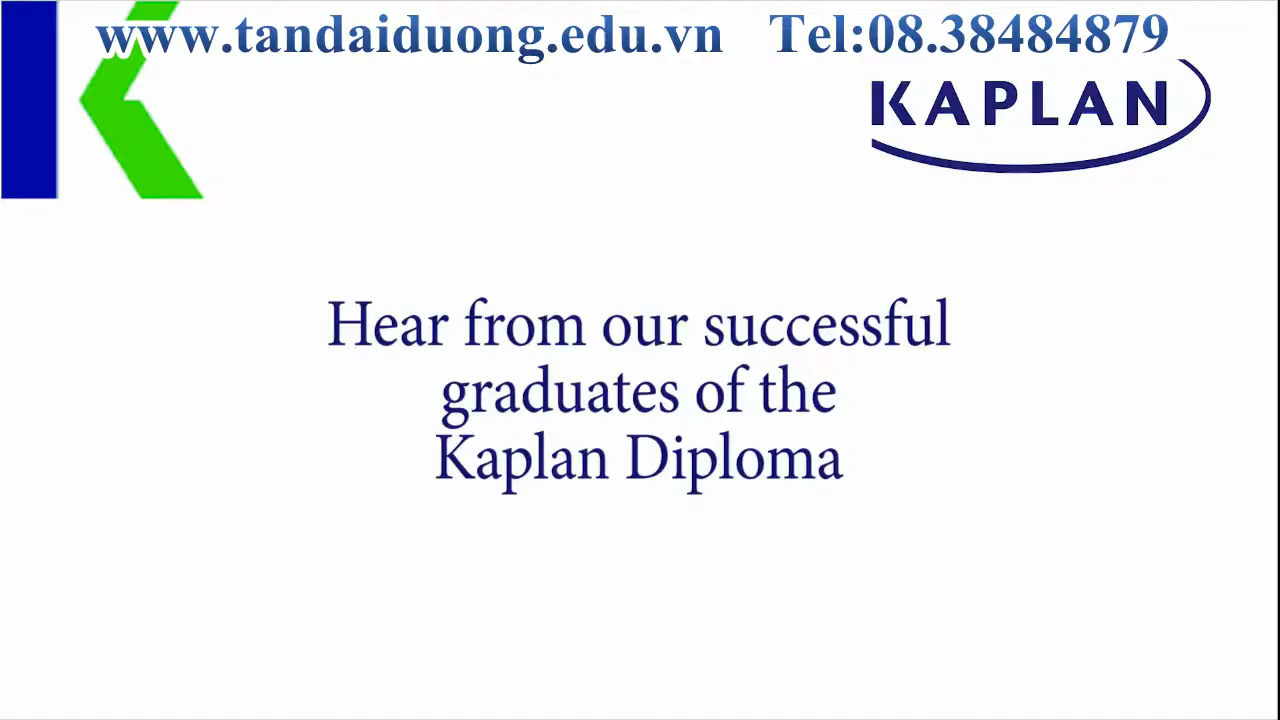 www.tandaiduong.edu.vn Tel:08.38484879
KAPLAN
Hear from our successful
graduates of the
Kaplan Diploma